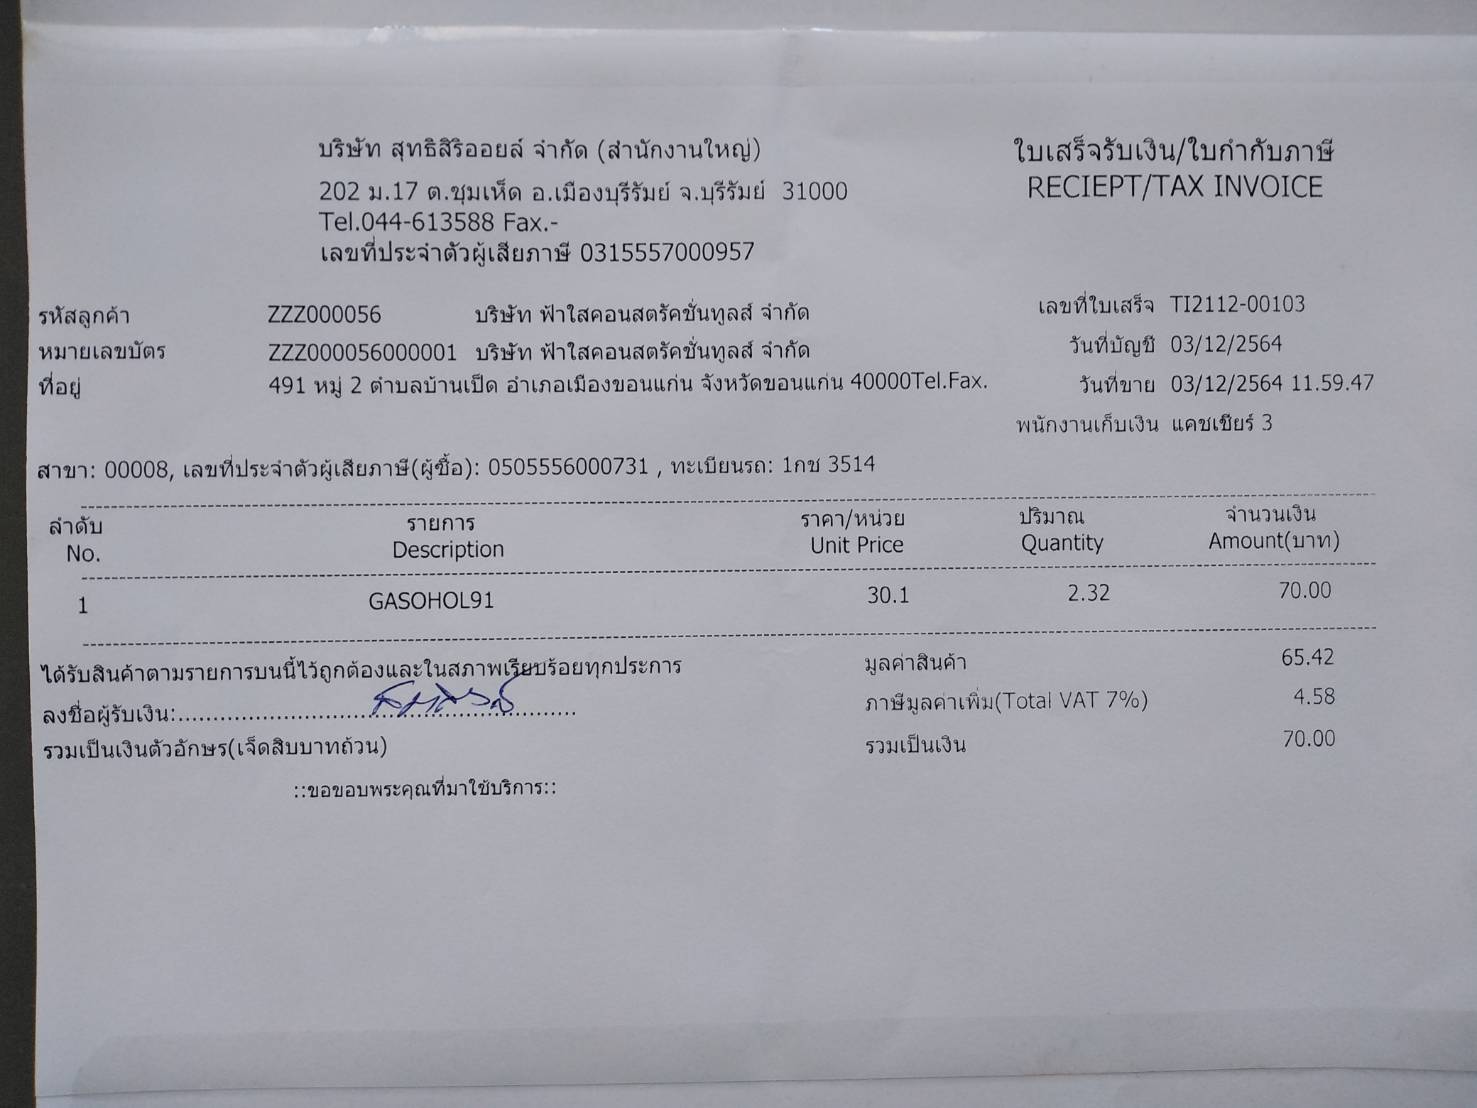 บริษัท สุทธิสิริออยล์ จำกัด (สำนักงานใหญ่)
202 ม.17 ต.ชุมเห็ด อ.เมืองบุรีรัมย์ จ.บุรีรัมย์ 31000
Tel.044-613588 Fax.-
เลขที่ประจำตัวผู้เสียภาษี 0315557000957
ใบเสร็จรับเงิน/ใบกำกับภาษี
RECIEPT/TAX INVOICE
รหัสลูกค้า ZZZ000056 บริษัท ฟ้าใสคอนสตรัคชั่นทูลส์ จำกัด
หมายเลขบัตร ZZZ000056000001 บริษัท ฟ้าใสคอนสตรัคชั่นทูลส์ จำกัด
ที่อยู่ 491 หมู่ 2 ตำบลบ้านเป็ด อำเภอเมืองขอนแก่น จังหวัดขอนแก่น 40000Tel.Fax.
เลขที่ใบเสร็จ TI2112-00103
วันที่บัญชี 03/12/2564
วันที่ขาย 03/12/2564 11.59.47
พนักงานเก็บเงิน แคชเชียร์ 3
สาขา: 00008, เลขที่ประจำตัวผู้เสียภาษี(ผู้ซื้อ): 0505556000731 , ทะเบียนรถ: 1กช 3514
ลำดับ รายการ ราคา/หน่วย ปริมาณ จำนวนเงิน
No. Description Unit Price Quantity Amount(บาท)
1 GASOHOL91 30.1 2.32 70.00
ได้รับสินค้าตามรายการบนนี้ไว้ถูกต้องและในสภาพเรียบร้อยทุกประการ
ลงชื่อผู้รับเงิน:........................................................
รวมเป็นเงินตัวอักษร(เจ็ดสิบบาทถ้วน)
::ขอขอบพระคุณที่มาใช้บริการ::
มูลค่าสินค้า 65.42
ภาษีมูลค่าเพิ่ม(Total VAT 7%) 4.58
รวมเป็นเงิน 70.00